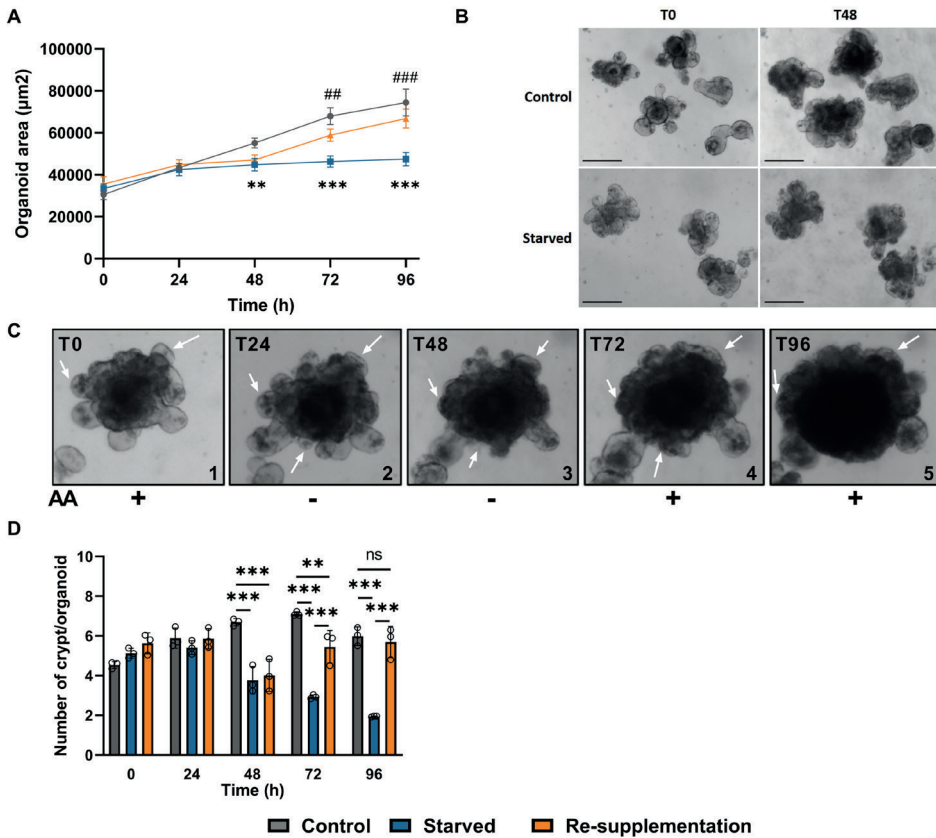 A
100000
80000
60000
40000
20000
0
Organoid area (µm2)
##
###
**
***
***
0 24 48 72 96
Time (h)
B
T0 T48
Control
Starved
C
T0 T24 T48 T72 T96
1 2 3 4 5
AA + - - + +
D
10
8
6
4
2
0
Number of crypt/organoid
***
***
**
***
***
ns
***
***
0 24 48 72 96
Time (h)
Control Starved Re-supplementation